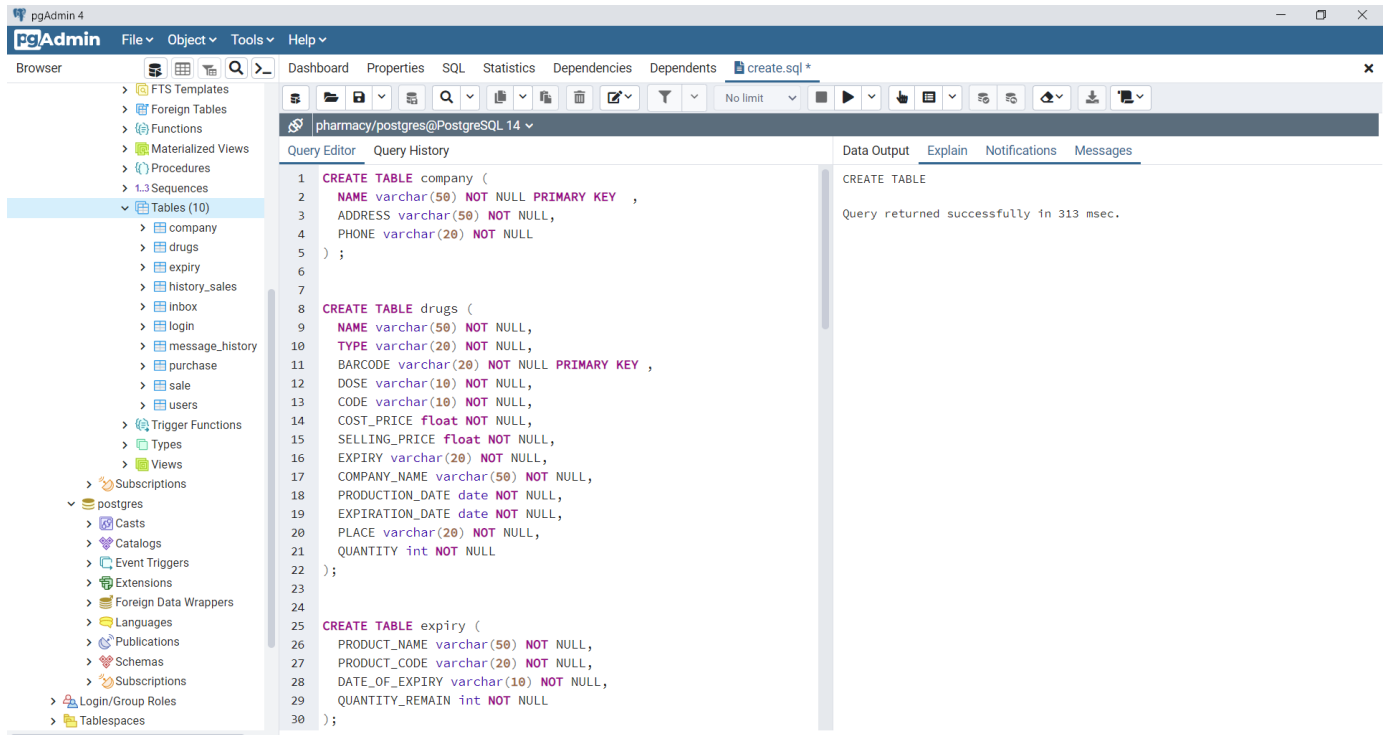 pgAdmin 4
pgAdmin File Object Tools Help
Browser
Dashboard Properties SQL Statistics Dependencies Dependents create.sql *
FTS Templates
Foreign Tables
Functions
Materialized Views
Procedures
1..3 Sequences
Tables (10)
company
drugs
expiry
history_sales
inbox
login
message_history
purchase
sale
users
Trigger Functions
Types
Views
Subscriptions
postgres
Casts
Catalogs
Event Triggers
Extensions
Foreign Data Wrappers
Languages
Publications
Schemas
Subscriptions
Login/Group Roles
Tablespaces
No limit
pharmacy/postgres@PostgreSQL 14
Query Editor Query History
1 CREATE TABLE company (
2 NAME varchar(50) NOT NULL PRIMARY KEY ,
3 ADDRESS varchar(50) NOT NULL,
4 PHONE varchar(20) NOT NULL
5 ) ;
6
7
8 CREATE TABLE drugs (
9 NAME varchar(50) NOT NULL,
10 TYPE varchar(20) NOT NULL,
11 BARCODE varchar(20) NOT NULL PRIMARY KEY ,
12 DOSE varchar(10) NOT NULL,
13 CODE varchar(10) NOT NULL,
14 COST_PRICE float NOT NULL,
15 SELLING_PRICE float NOT NULL,
16 EXPIRY varchar(20) NOT NULL,
17 COMPANY_NAME varchar(50) NOT NULL,
18 PRODUCTION_DATE date NOT NULL,
19 EXPIRATION_DATE date NOT NULL,
20 PLACE varchar(20) NOT NULL,
21 QUANTITY int NOT NULL
22 );
23
24
25 CREATE TABLE expiry (
26 PRODUCT_NAME varchar(50) NOT NULL,
27 PRODUCT_CODE varchar(20) NOT NULL,
28 DATE_OF_EXPIRY varchar(10) NOT NULL,
29 QUANTITY_REMAIN int NOT NULL
30 );
Data Output Explain Notifications Messages
CREATE TABLE
Query returned successfully in 313 msec.